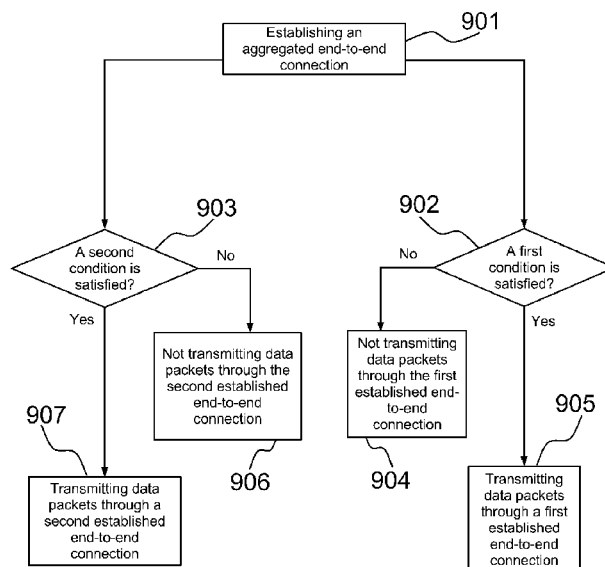 Establishing an
aggregated end-to-end
connection
901
903
902
A second
condition is
satisfied?
No
Yes
A first
condition is
satisfied?
No
Yes
Not transmitting data
packets through the
second established
end-to-end
connection
906
Not transmitting
data packets
through the first
established end-
to-end
connection
904
907
Transmitting data
packets through a
second established
end-to-end
connection
905
Transmitting
data packets
through a first
established
end-to-end
connection